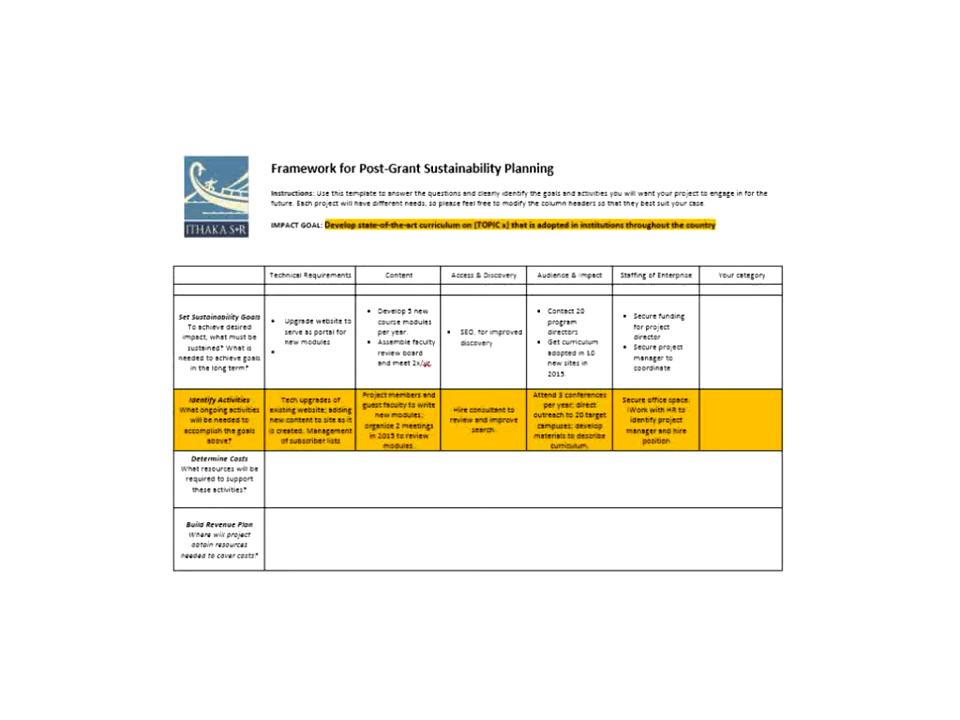 Framework for Post-Grant Sustainability Planning
Instructions: Use this template to answer the questions and clearly identify the goals and activities you will want your project to engage in for the
future. Each project will have different needs, so please feel free to modify the column headers so that they best suit your case.
ITHAKA S+R
IMPACT GOAL: Develop state-of-the-art curriculum on [TOPIC x] that is adopted in institutions throughout the country
Technical Requirements
Content
Access & Discovery
Audience & Impact
Staffing of Enterprise
Your category
Set Sustainability Goals
To achieve desired
impact, what must be
sustained? What is
needed to achieve goals
in the long term?
• Upgrade website to
serve as portal for
new modules
•
• Develop 5 new
course modules
per year.
• Assemble faculty
review board
and meet 2x/yr.
• SEO, for improved
discovery
• Contact 20
program
directors
• Get curriculum
adopted in 10
new sites in
2015.
• Secure funding
for project
director
• Secure project
manager to
coordinate
Identify Activities
What ongoing activities
will be needed to
accomplish the goals
above?
Tech upgrades of
existing website; adding
new content to site as it
is created. Management
of subscriber lists
Project members and
guest faculty to write
new modules;
organize 2 meetings
in 2015 to review
modules.
Hire consultant to
review and improve
search.
Attend 3 conferences
per year; direct
outreach to 20 target
campuses; develop
materials to describe
curriculum.
Secure office space.
Work with HR to
identify project
manager and hire
position
Determine Costs
What resources will be
required to support
these activities?
Build Revenue Plan
Where will project
obtain resources
needed to cover costs?